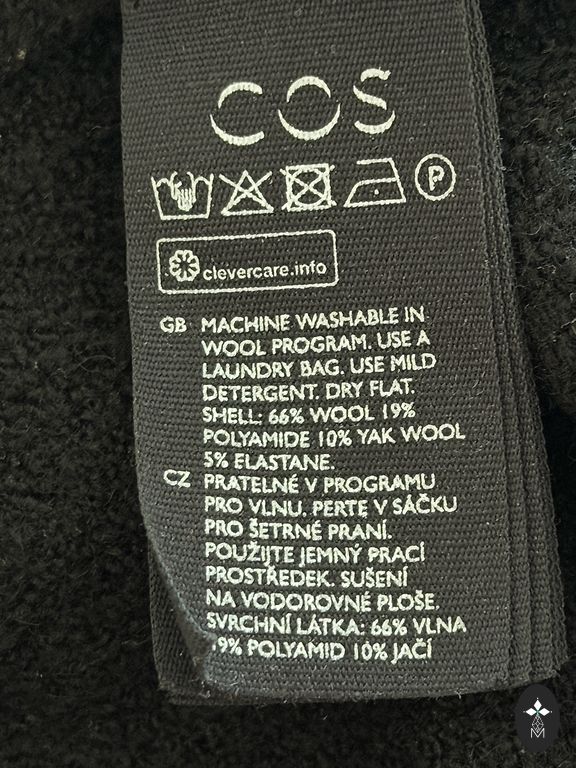 COS
P
clevercare.info
GB MACHINE WASHABLE IN
WOOL PROGRAM. USE A
LAUNDRY BAG. USE MILD
DETERGENT. DRY FLAT.
SHELL: 66% WOOL 19%
POLYAMIDE 10% YAK WOOL
5% ELASTANE.
CZ PRATELNÉ V PROGRAMU
PRO VLNU. PERTE V SÁČKU
PRO ŠETRNÉ PRANÍ.
POUŽIJTE JEMNÝ PRACÍ
PROSTŘEDEK. SUŠENÍ
NA VODOROVNÉ PLOŠE.
SVRCHNÍ LÁTKA: 66% VLNA
19% POLYAMID 10% JAČÍ
M